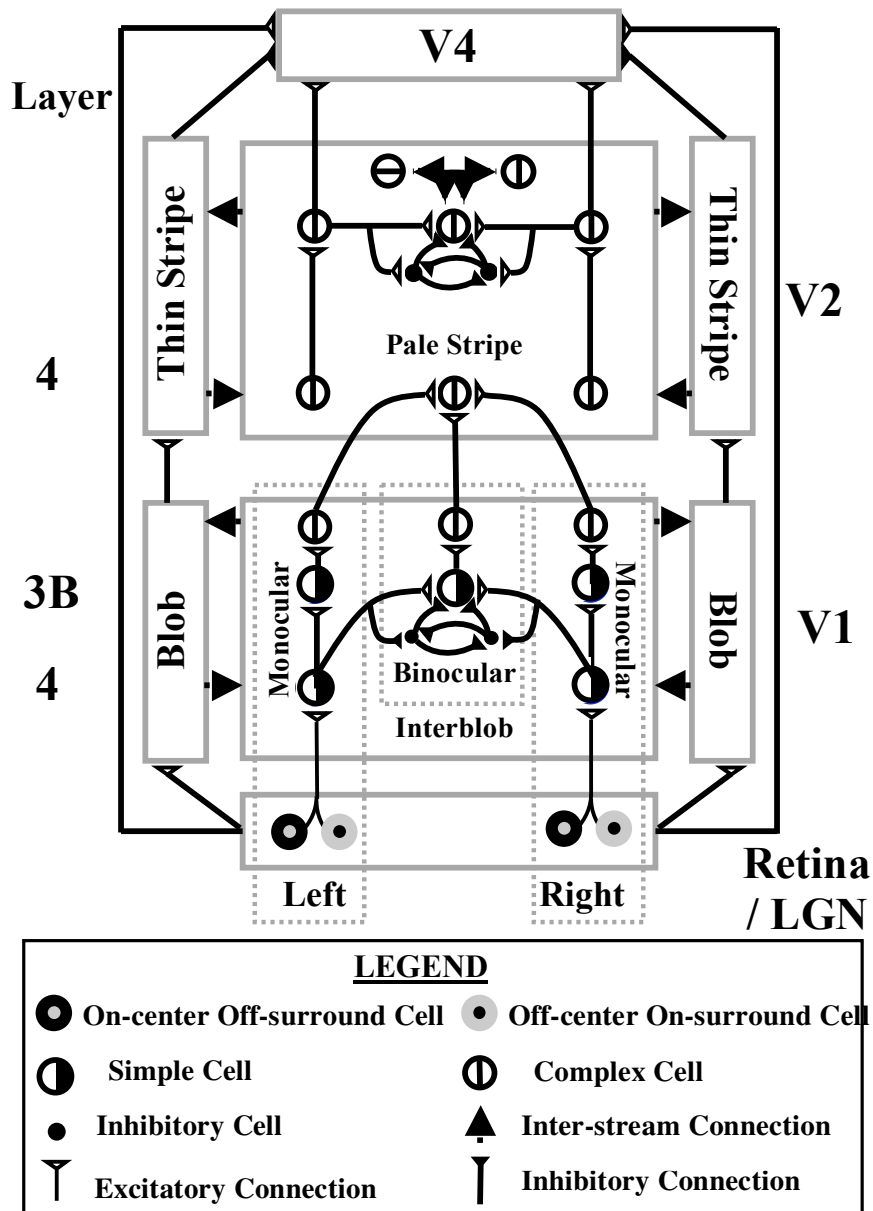 V4
Layer
Thin Stripe
Thin Stripe
V2
Pale Stripe
4
Monocular
Monocular
3B
Blob
Blob
V1
Binocular
4
Interblob
Left
Right
Retina
/ LGN
LEGEND
On-center Off-surround Cell
Off-center On-surround Cell
Simple Cell
Complex Cell
Inhibitory Cell
Inter-stream Connection
Excitatory Connection
Inhibitory Connection